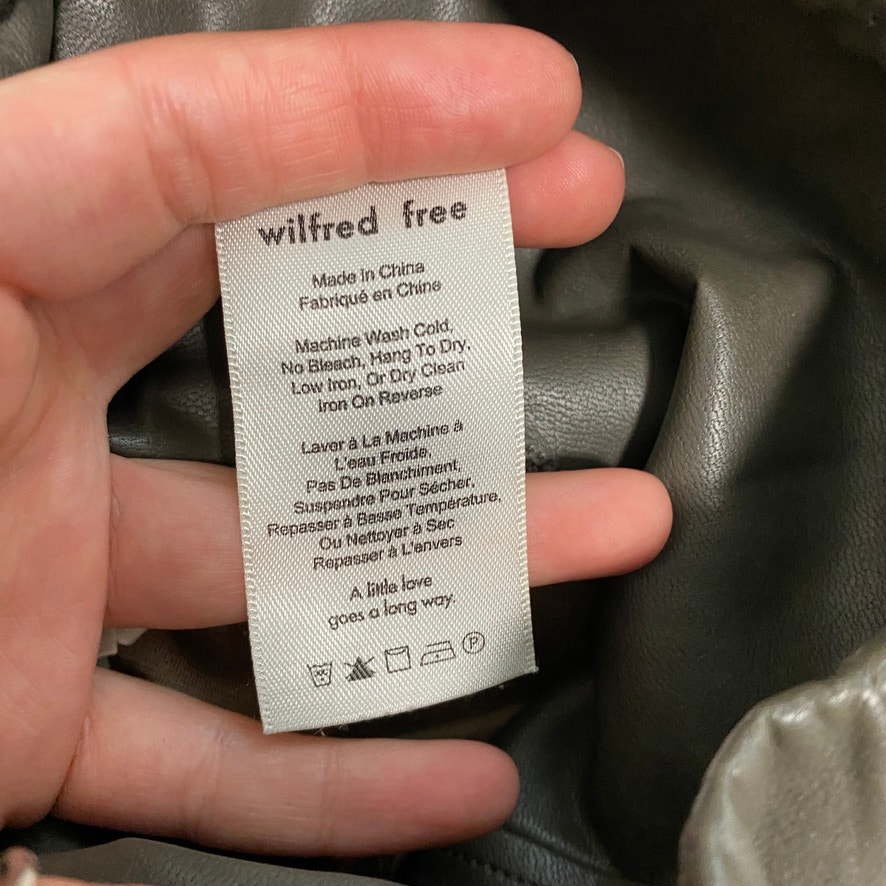 wilfred free
Made In China
Fabriqué en Chine
Machine Wash Cold,
No Bleach, Hang To Dry,
Low Iron, Or Dry Clean
Iron On Reverse
Laver à La Machine à
L'eau Froide,
Pas De Blanchiment,
Suspendre Pour Sécher,
Repasser à Basse Température,
Ou Nettoyer à Sec
Repasser à L'envers
A little love
goes a long way.
P